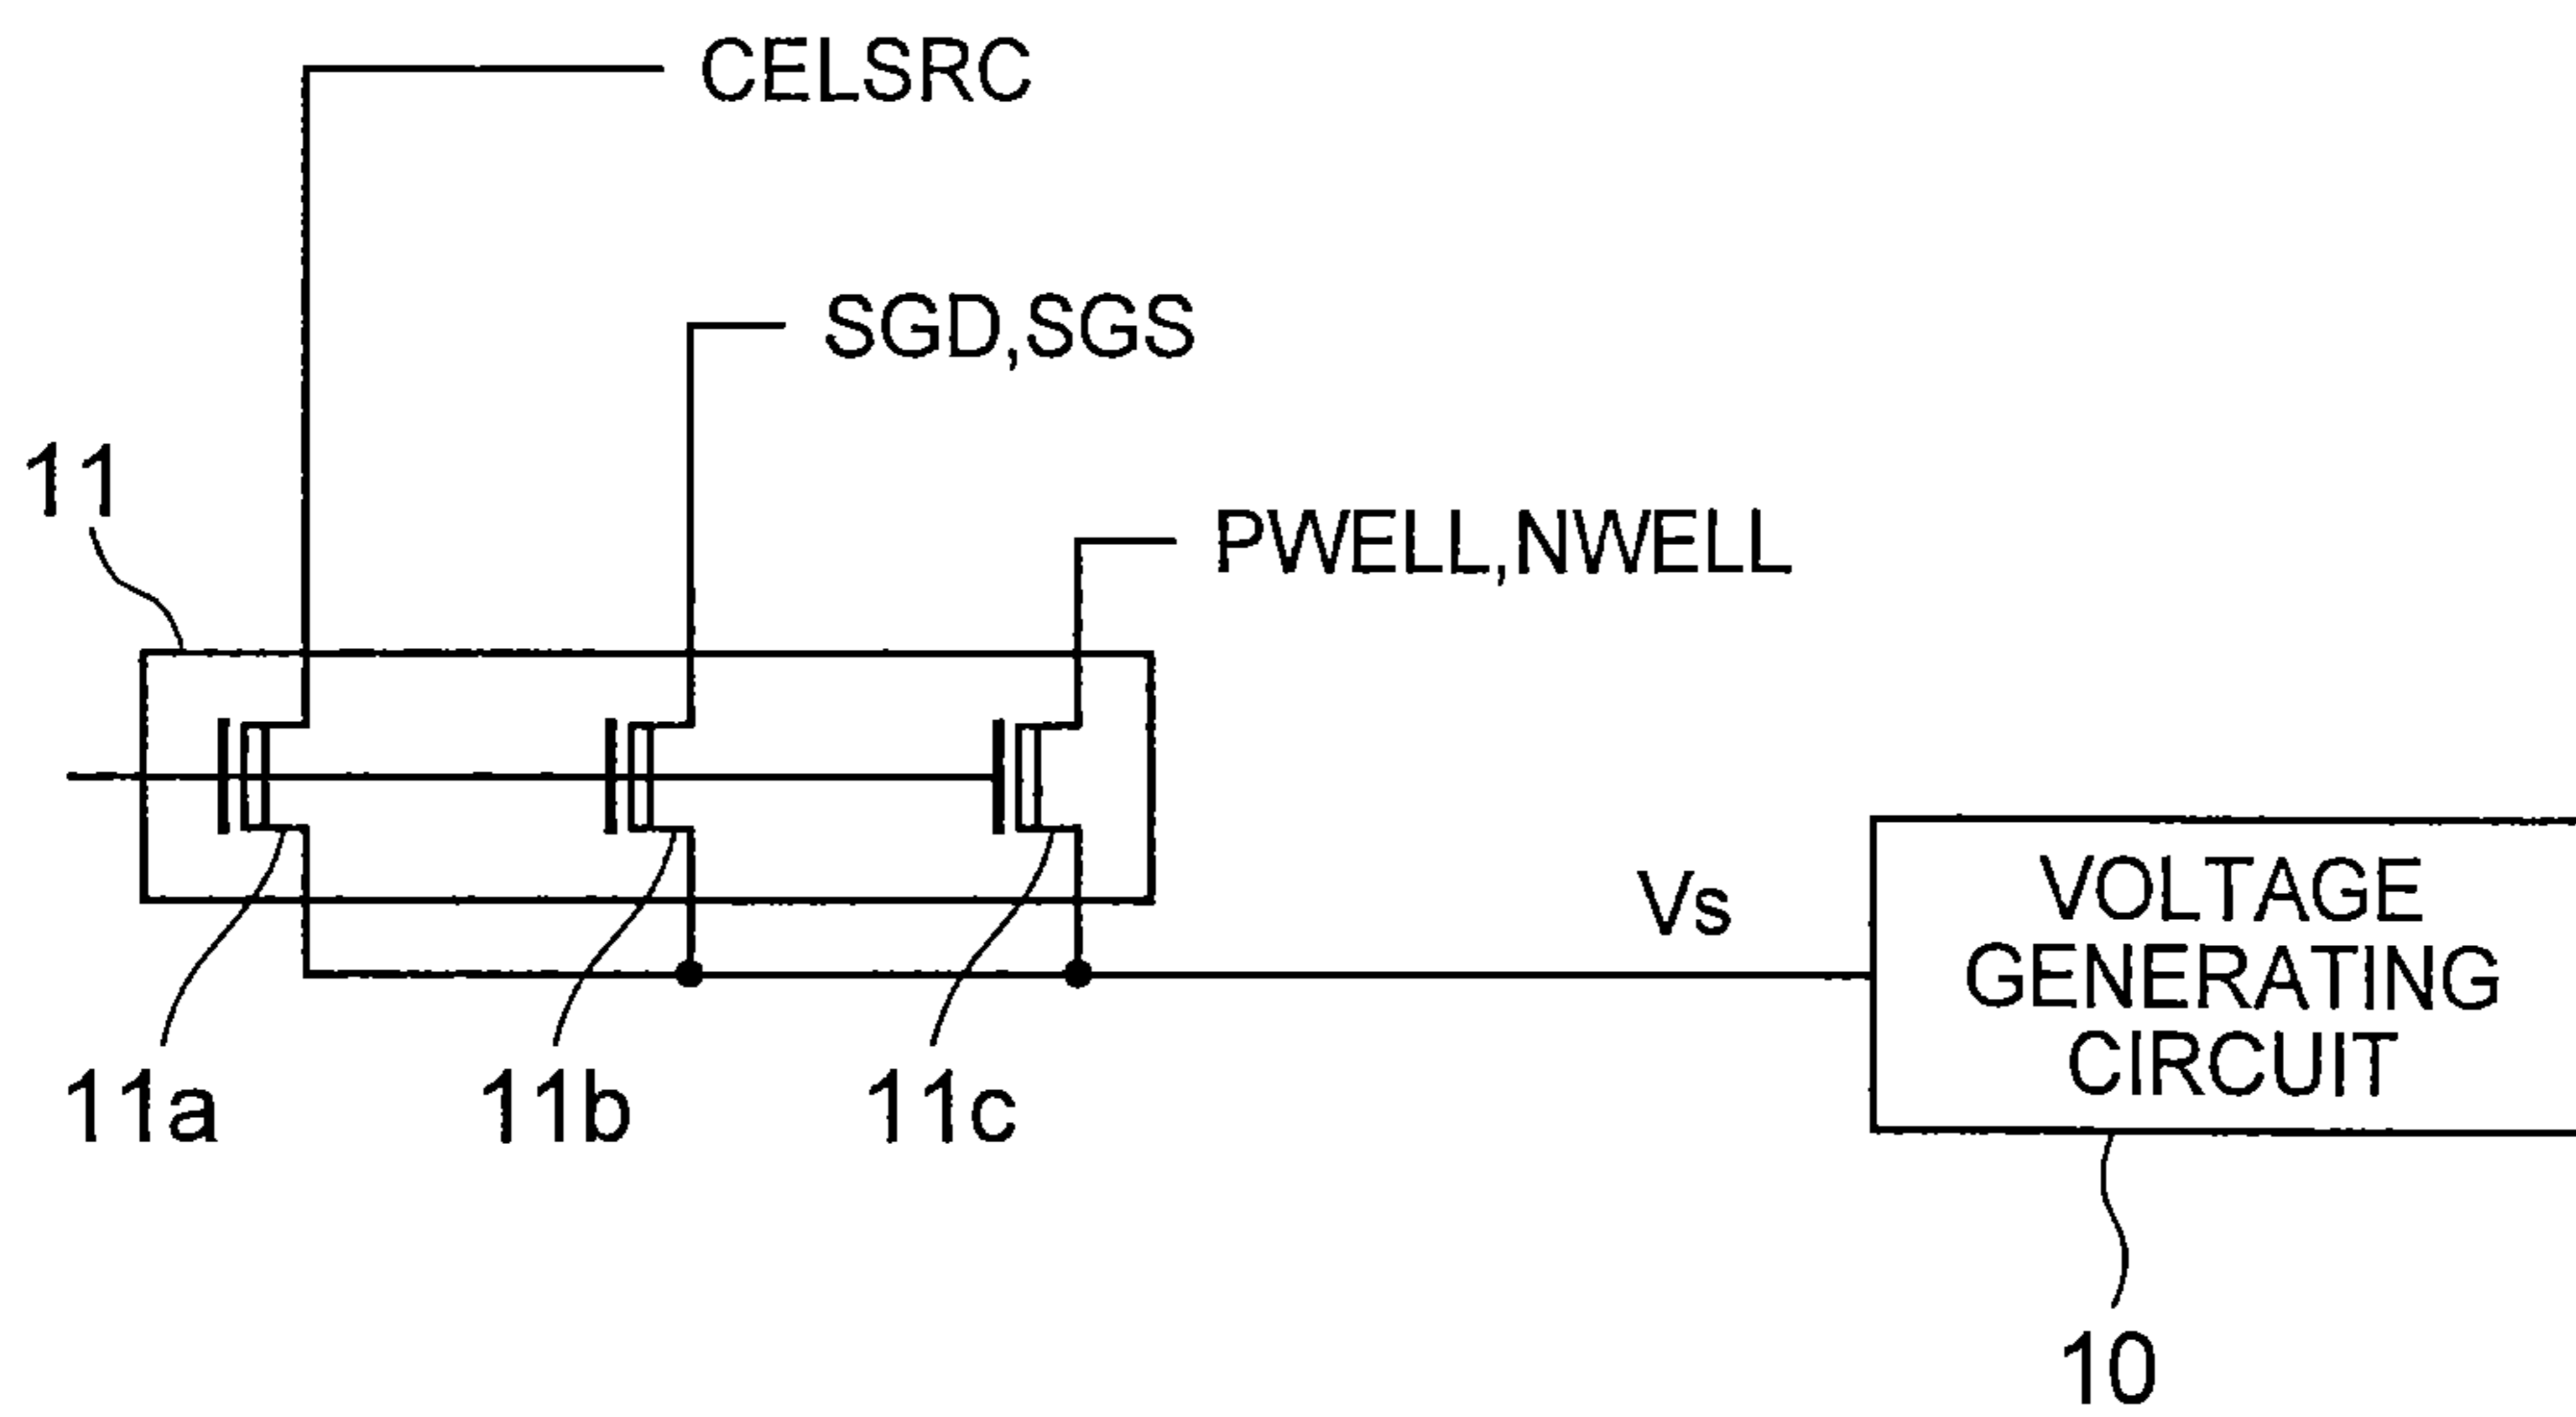 CELSRC
SGD,SGS
11
PWELL,NWELL
Vs
VOLTAGE
GENERATING
CIRCUIT
11a
11b
11c
10